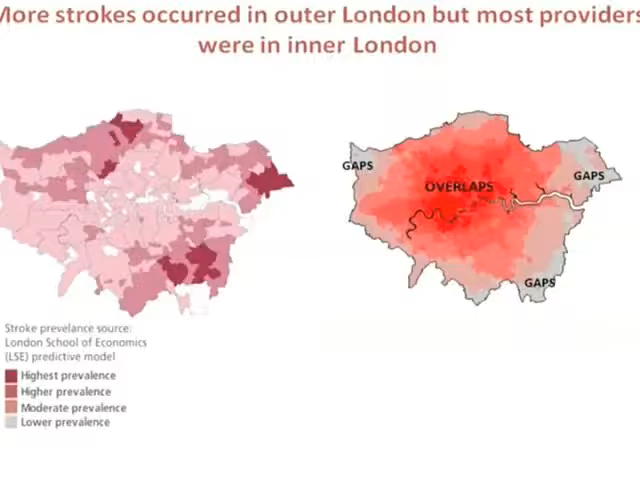 More strokes occurred in outer London but most providers
were in inner London
GAPS
OVERLAPS
GAPS
GAPS
Stroke prevelance source:
London School of Economics
(LSE) predictive model
Highest prevalence
Higher prevalence
Moderate prevalence
Lower prevalence